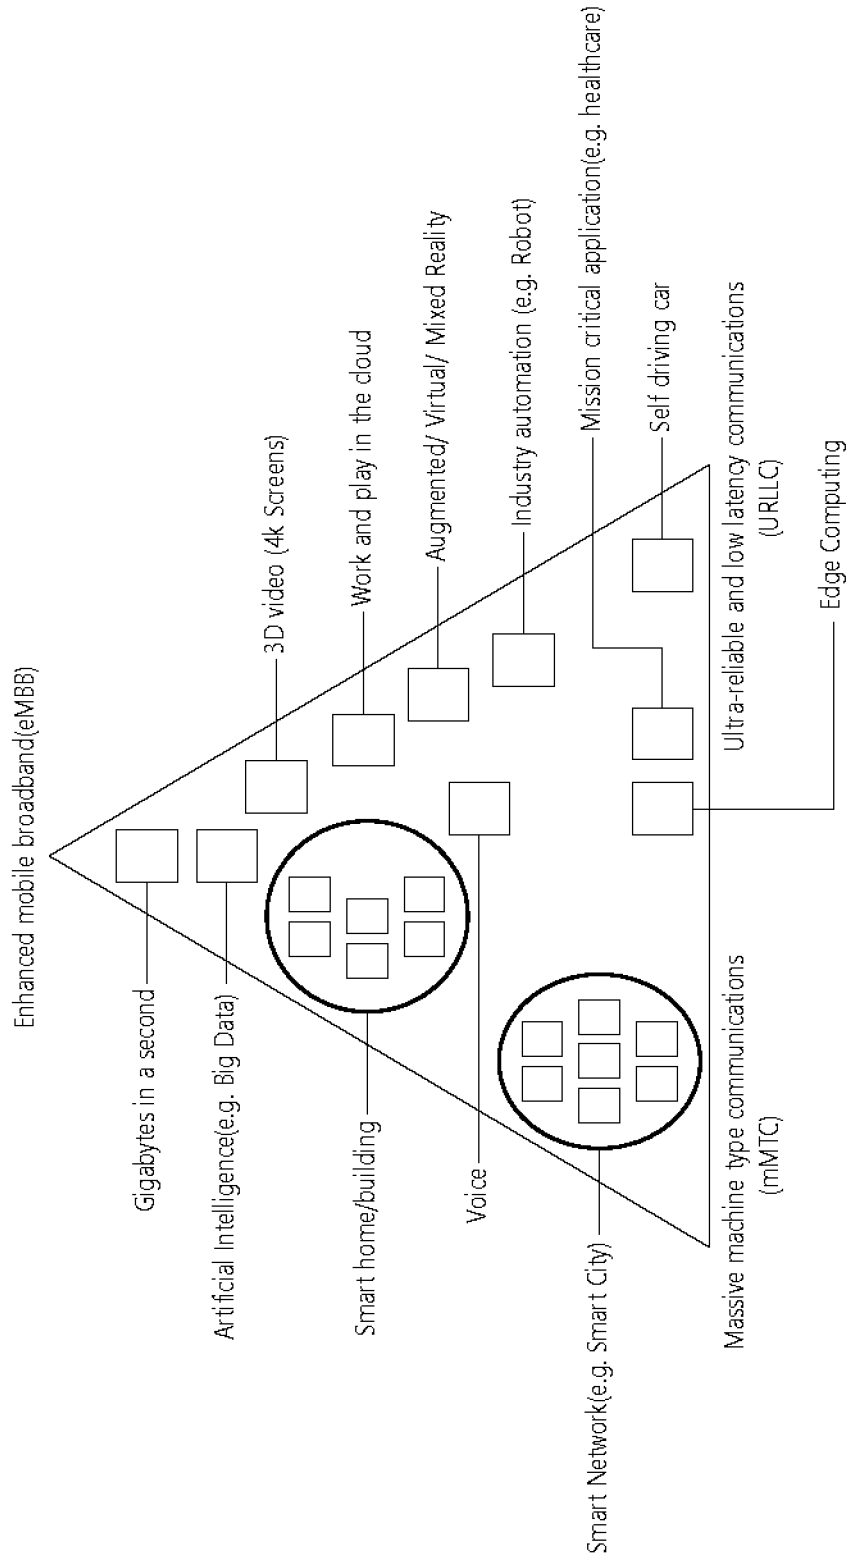 Enhanced mobile broadband(eMBB)
Gigabytes in a second
Artificial Intelligence(e.g. Big Data)
3D video (4k Screens)
Smart home/building
Work and play in the cloud
Augmented/ Virtual/ Mixed Reality
Voice
Industry automation (e.g. Robot)
Smart Network(e.g. Smart City)
Mission critical application(e.g. healthcare)
Self driving car
Massive machine type communications
(mMTC)
Ultra-reliable and low latency communications
(URLLC)
Edge Computing